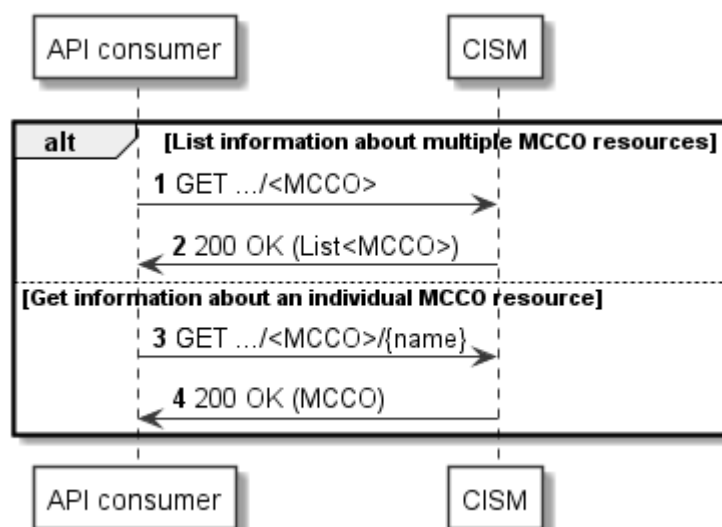 API consumer
CISM
alt
[List information about multiple MCCO resources]
1 GET .../<MCCO>
2 200 OK (List<MCCO>)
[Get information about an individual MCCO resource]
3 GET .../<MCCO>/{name}
4 200 OK (MCCO)
API consumer
CISM